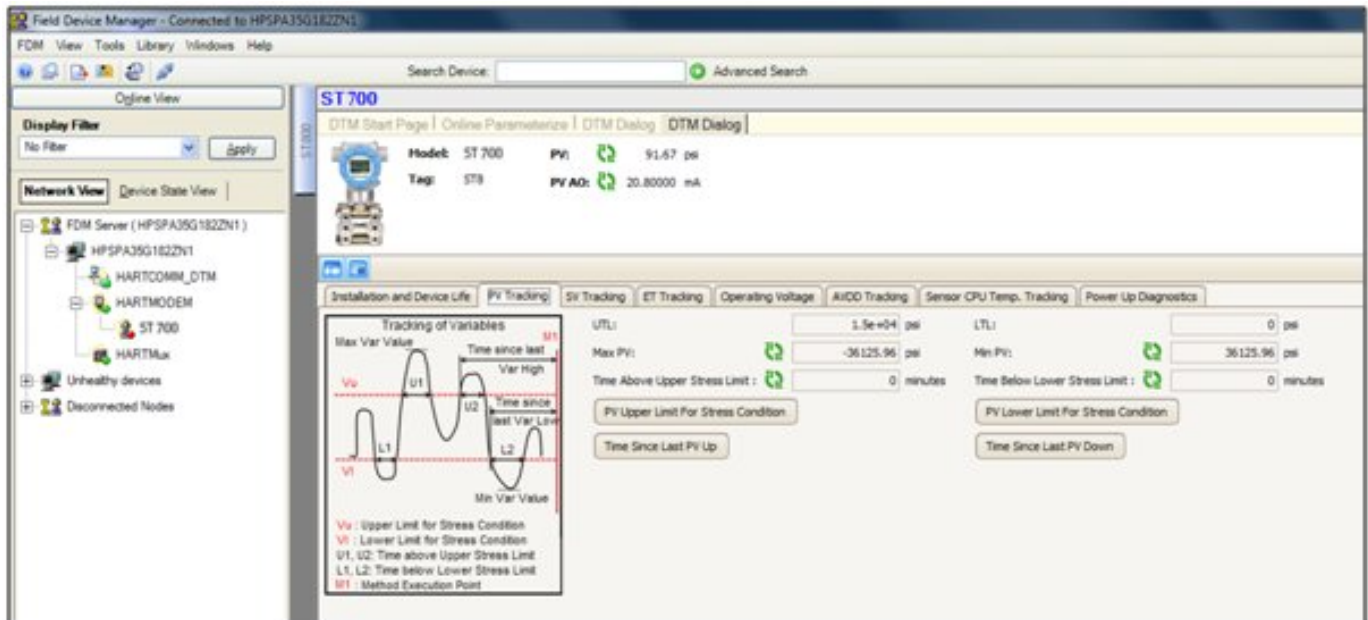 Field Device Manager - Connected to HPSPA35G182ZN1
FDM View Tools Library Windows Help
Search Device: Advanced Search
Online View
Display Filter
No Filter Apply
Network View Device State View
FDM Server ( HPSPA35G182ZN1 )
HPSPA35G182ZN1
HARTCOMM_DTM
HARTMODEM
ST 700
HARTMux
Unhealthy devices
Disconnected Nodes
ST 700
ST700
DTM Start Page Online Parameterize DTM Dialog DTM Dialog
Model: ST 700 PV: 91.67 psi
Tag: ST8 PV AO: 20.80000 mA
Installation and Device Life PV Tracking SV Tracking ET Tracking Operating Voltage AVDD Tracking Sensor CPU Temp. Tracking Power Up Diagnostics
Tracking of Variables
Max Var Value M1
Time since last
Var High
Vu U1 U2
Time since
last Var Low
L1 L2
Vl
Min Var Value
Vu : Upper Limit for Stress Condition
Vl : Lower Limit for Stress Condition
U1, U2: Time above Upper Stress Limit
L1, L2: Time below Lower Stress Limit
M1 : Method Execution Point
UTL: 1.5e+04 psi LTL: 0 psi
Max PV: -36125.96 psi Min PV: 36125.96 psi
Time Above Upper Stress Limit : 0 minutes Time Below Lower Stress Limit : 0 minutes
PV Upper Limit For Stress Condition PV Lower Limit For Stress Condition
Time Since Last PV Up Time Since Last PV Down